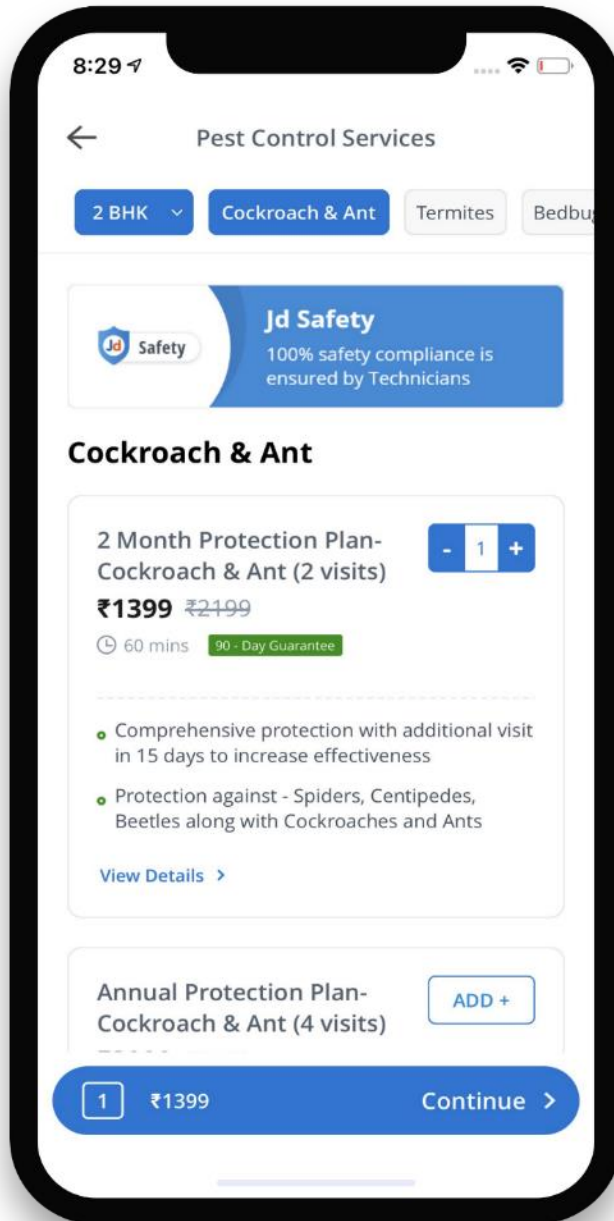 8:29
Pest Control Services
2 BHK
Cockroach & Ant
Termites
Bedbu
Jd Safety
Jd Safety
100% safety compliance is
ensured by Technicians
Cockroach & Ant
2 Month Protection Plan-
Cockroach & Ant (2 visits)
- 1 +
₹1399 ₹2199
60 mins 90 - Day Guarantee
Comprehensive protection with additional visit
in 15 days to increase effectiveness
Protection against - Spiders, Centipedes,
Beetles along with Cockroaches and Ants
View Details >
Annual Protection Plan-
Cockroach & Ant (4 visits)
ADD +
1 ₹1399 Continue >